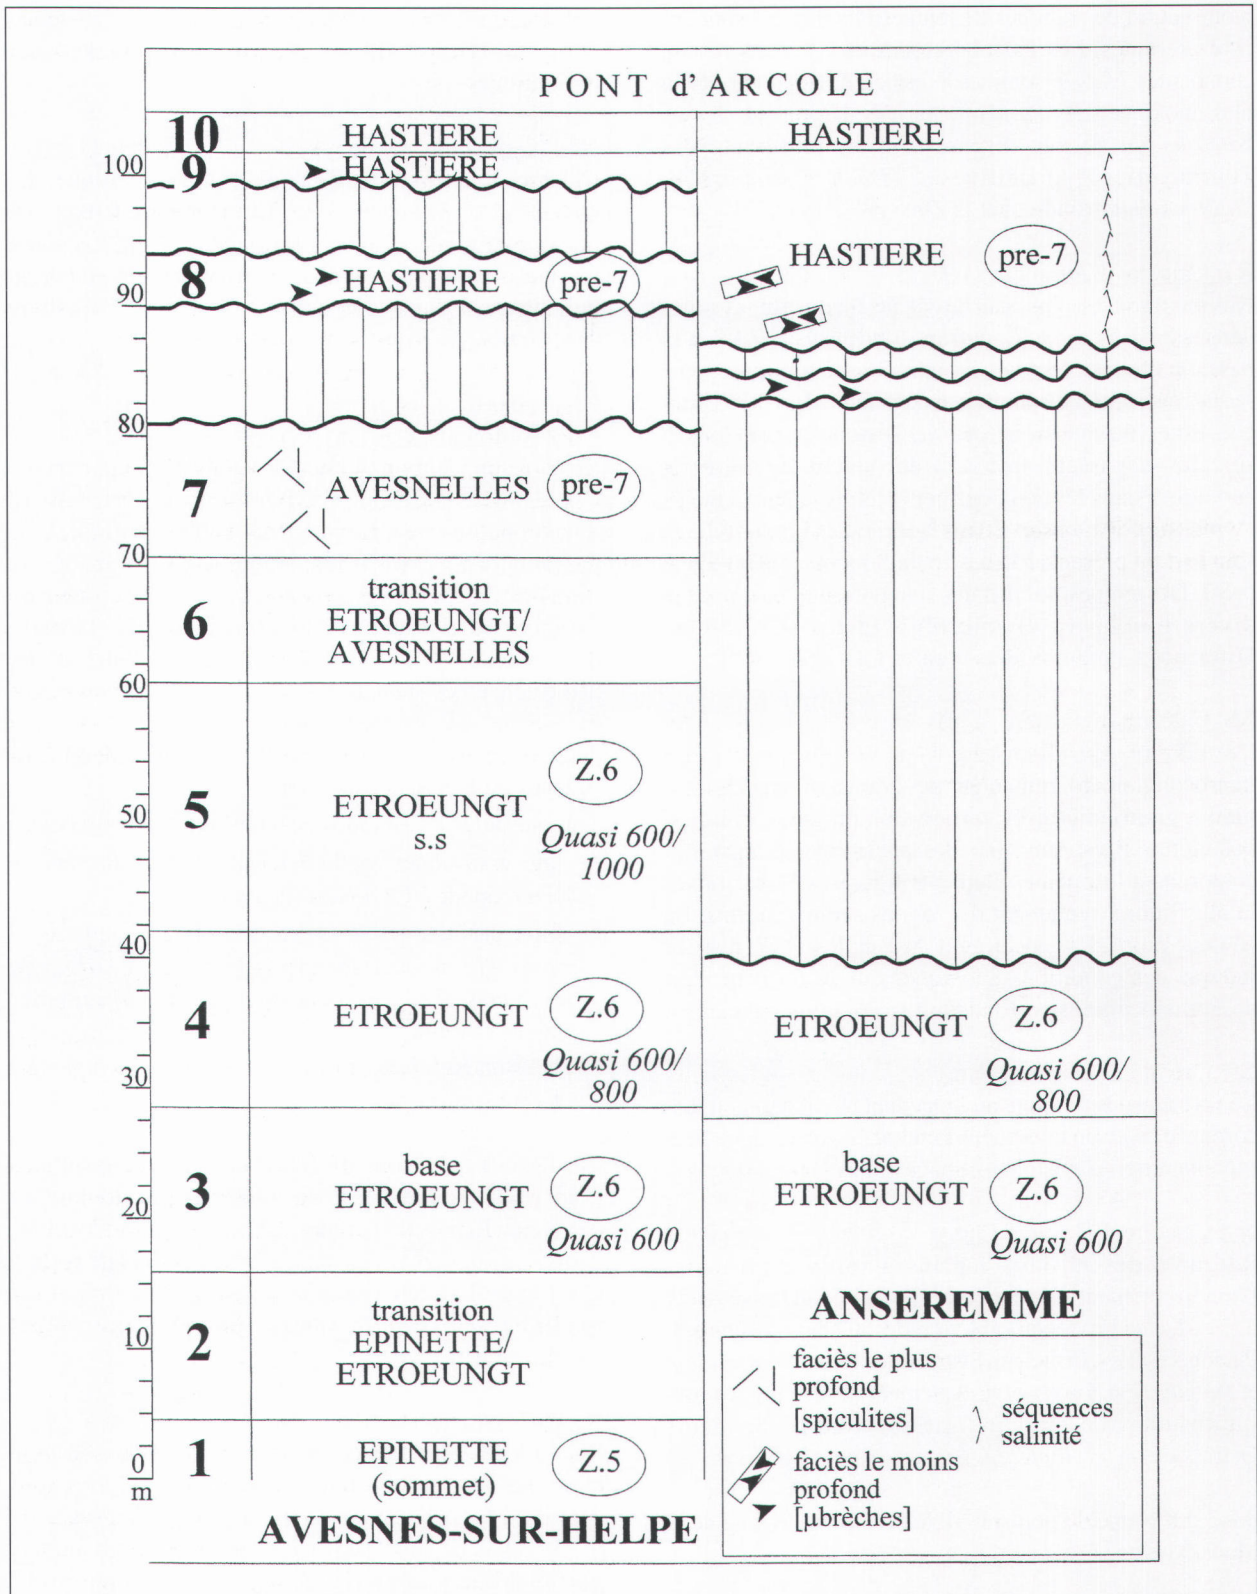 PONT d'ARCOLE
10 HASTIERE HASTIERE
100
9 HASTIERE
HASTIERE pre-7
8 HASTIERE pre-7
90
80
7 AVESNELLES pre-7
70
transition
6 ETROEUNGT/
AVESNELLES
60
Z.6
5 ETROEUNGT
s.s
50
Quasi 600/
1000
40
4 ETROEUNGT Z.6
Quasi 600/
800
ETROEUNGT Z.6
Quasi 600/
800
30
base
3 ETROEUNGT Z.6
Quasi 600
base
ETROEUNGT Z.6
Quasi 600
20
transition
2 EPINETTE/
ETROEUNGT
10
1 EPINETTE Z.5
(sommet)
0
m
AVESNES-SUR-HELPE
ANSEREMME
faciès le plus
profond
[spiculites]
séquences
salinité
faciès le moins
profond
[µbrèches]